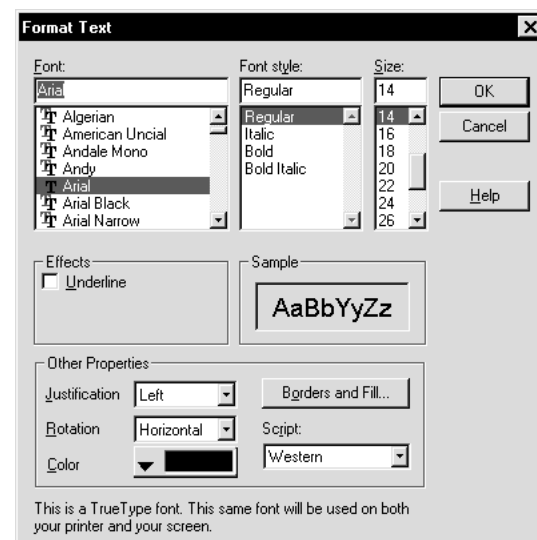 Format Text
Font:
Arial
Algerian
American Uncial
Andale Mono
Andy
Arial
Arial Black
Arial Narrow
Font style:
Regular
Regular
Italic
Bold
Bold Italic
Size:
14
14
16
18
20
22
24
26
OK
Cancel
Help
Effects
Underline
Sample
AaBbYyZz
Other Properties
Justification Left
Rotation Horizontal
Color
Borders and Fill...
Script:
Western
This is a TrueType font. This same font will be used on both
your printer and your screen.